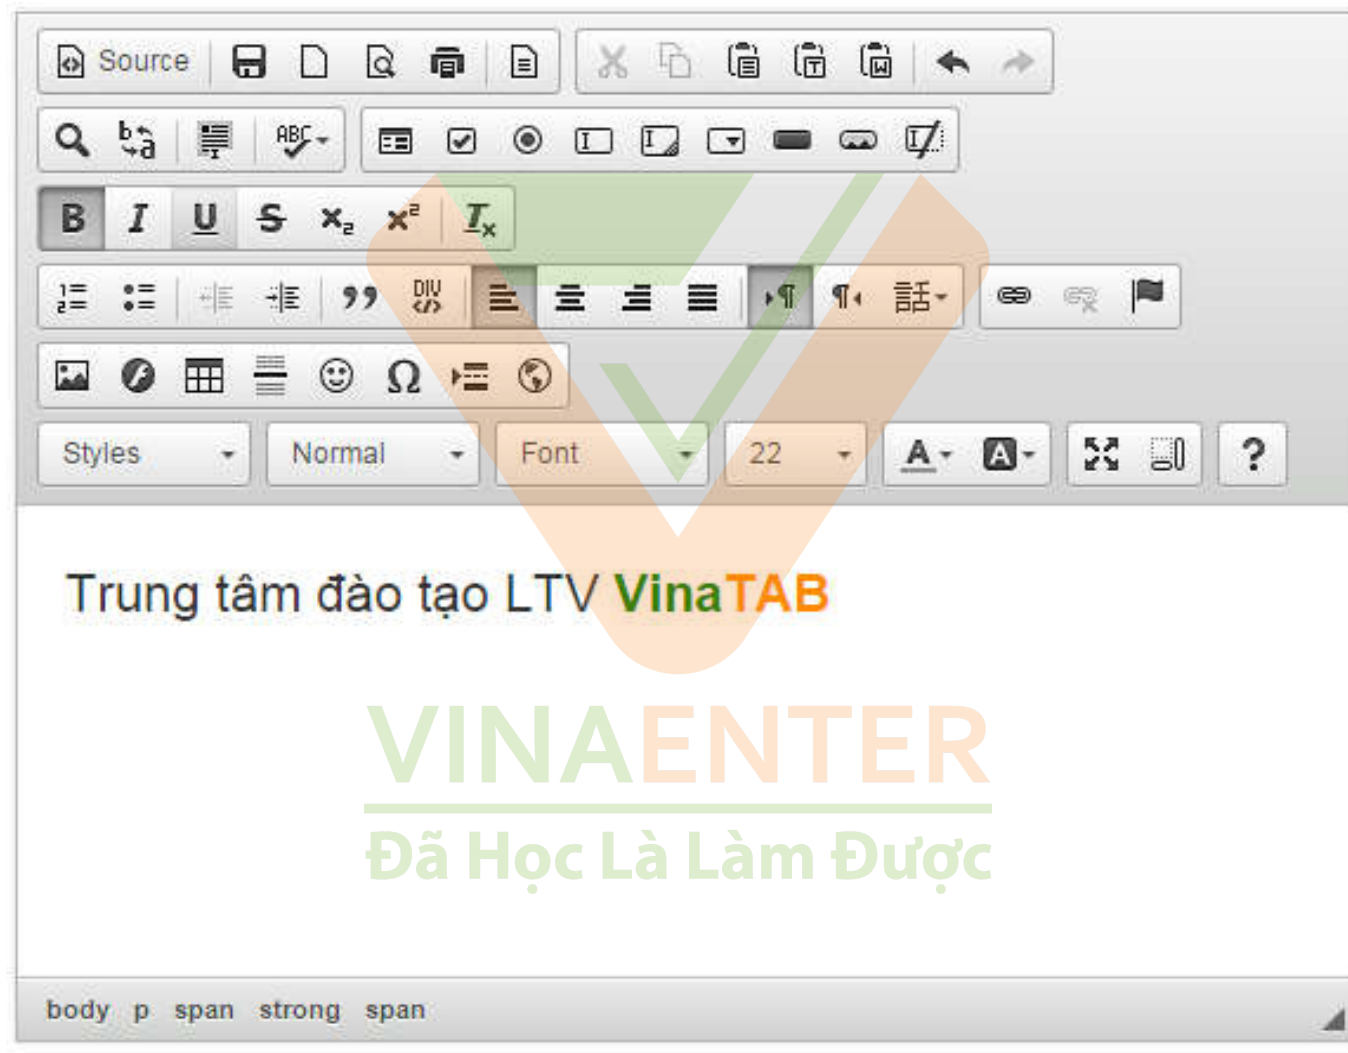 Source
Styles Normal Font 22
Trung tâm đào tạo LTV VinaTAB
VINAENTER
Đã Học Là Làm Được
body p span strong span